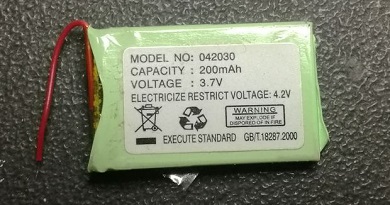 MODEL NO: 042030
CAPACITY : 200mAh
VOLTAGE : 3.7V
ELECTRICIZE RESTRICT VOLTAGE: 4.2V
WARNING
MAY EXPLODE IF
DISPOSED OF IN FIRE
EXECUTE STANDARD GB/T.18287.2000